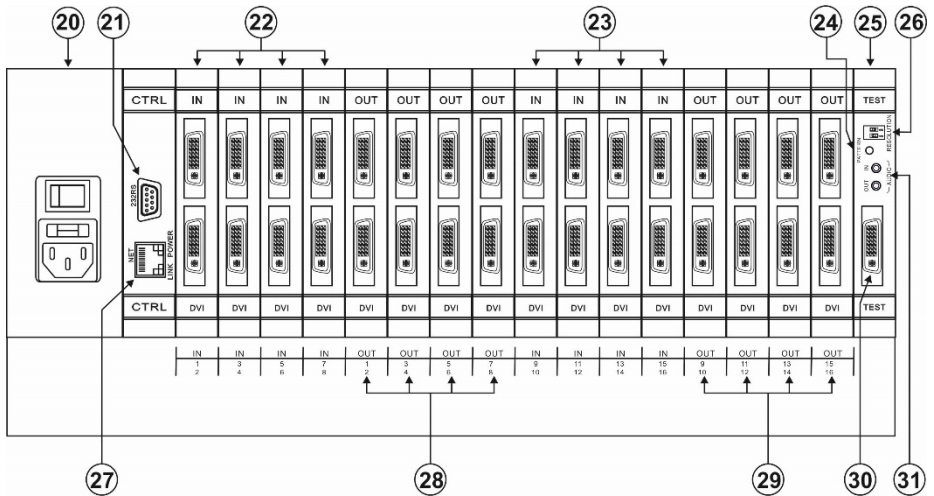 20 21 22 23 24 25 26
CTRL IN IN IN IN OUT OUT OUT OUT IN IN IN IN OUT OUT OUT OUT TEST
RESOLUTION
PATTERN
IN
OUT
AUDIO
232RS
NET
LINK POWER
CTRL DVI DVI DVI DVI DVI DVI DVI DVI DVI DVI DVI DVI DVI DVI DVI DVI TEST
IN IN IN IN OUT OUT OUT OUT IN IN IN IN OUT OUT OUT OUT
1 3 5 7 1 3 5 7 9 11 13 15 9 11 13 15
2 4 6 8 2 4 6 8 10 12 14 16 10 12 14 16
27 28 29 30 31